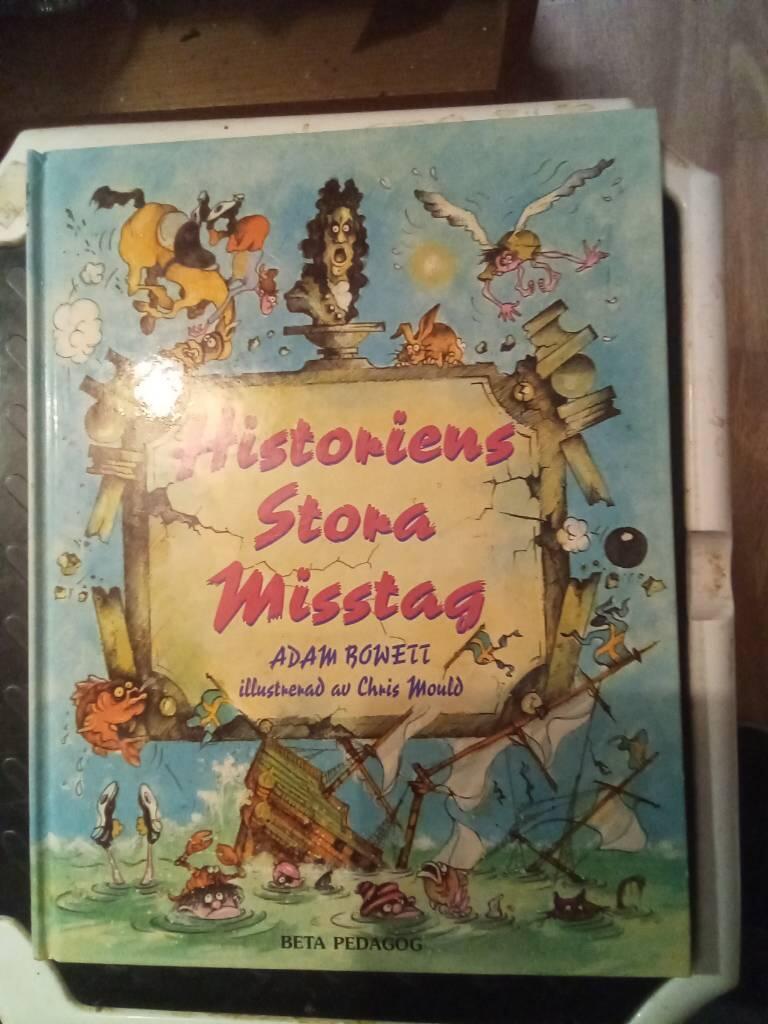 Historiens
Stora
Misstag
ADAM BOWETT
illustrerad av Chris Mould
BETA PEDAGOG